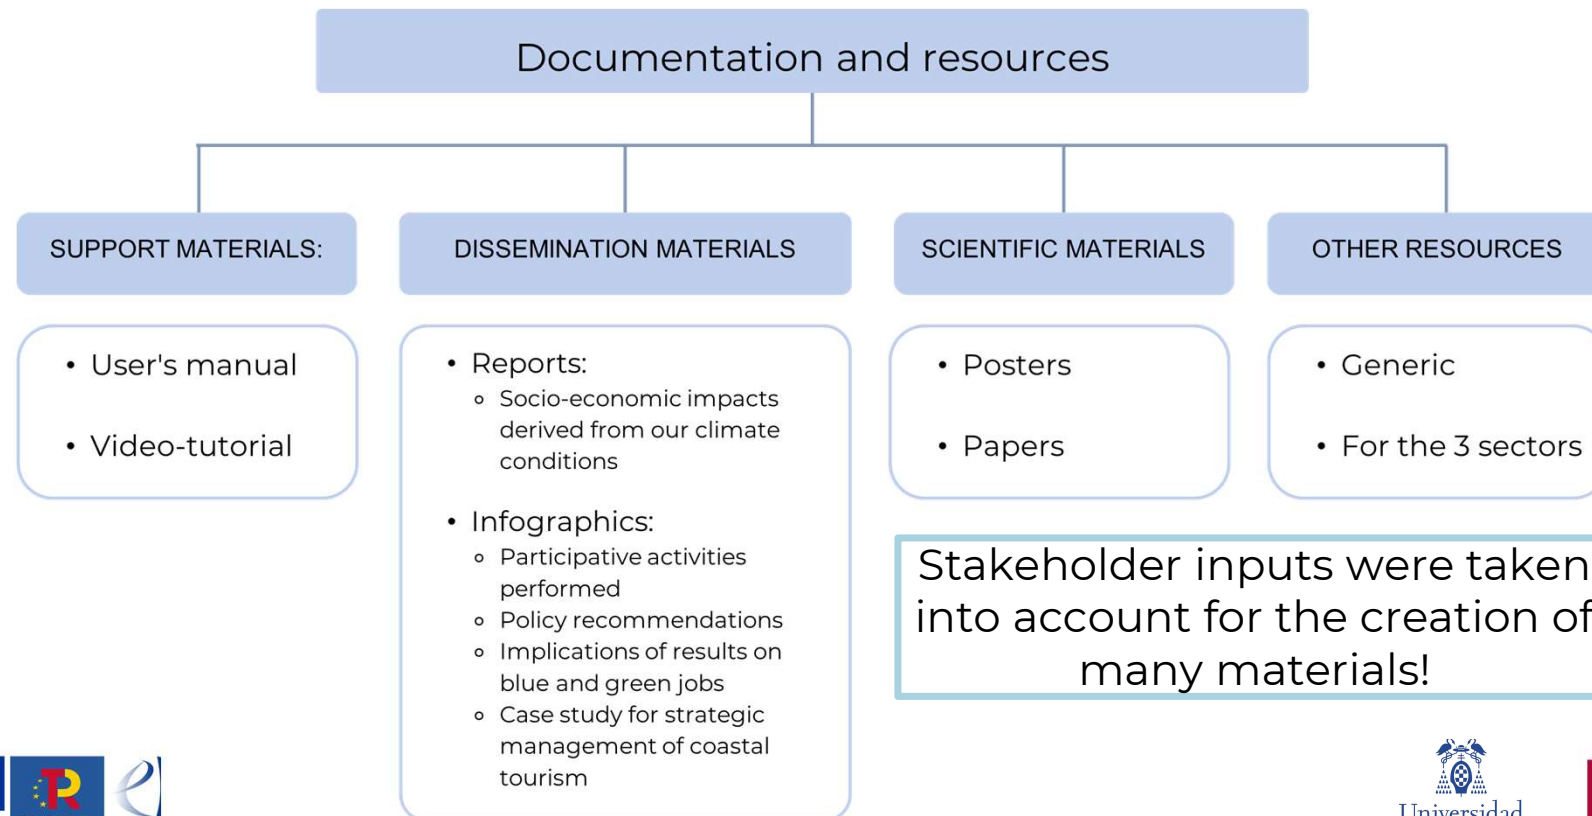 Documentation and resources
SUPPORT MATERIALS:
• User's manual
• Video-tutorial
DISSEMINATION MATERIALS
• Reports:
∘ Socio-economic impacts
derived from our climate
conditions
• Infographics:
∘ Participative activities
performed
∘ Policy recommendations
∘ Implications of results on
blue and green jobs
∘ Case study for strategic
management of coastal
tourism
SCIENTIFIC MATERIALS
• Posters
• Papers
OTHER RESOURCES
• Generic
• For the 3 sectors
Stakeholder inputs were taken
into account for the creation of
many materials!
Universidad